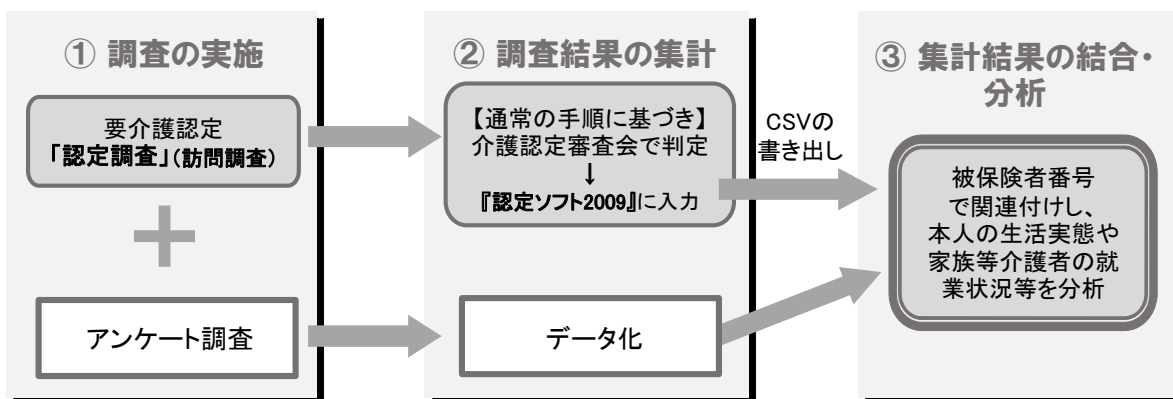 ① 調査の実施
要介護認定
「認定調査」(訪問調査)
アンケート調査
② 調査結果の集計
【通常の手順に基づき】
介護認定審査会で判定
↓
『認定ソフト2009』に入力
データ化
CSVの
書き出し
③ 集計結果の結合・
分析
被保険者番号
で関連付けし、
本人の生活実態や
家族等介護者の就
業状況等を分析